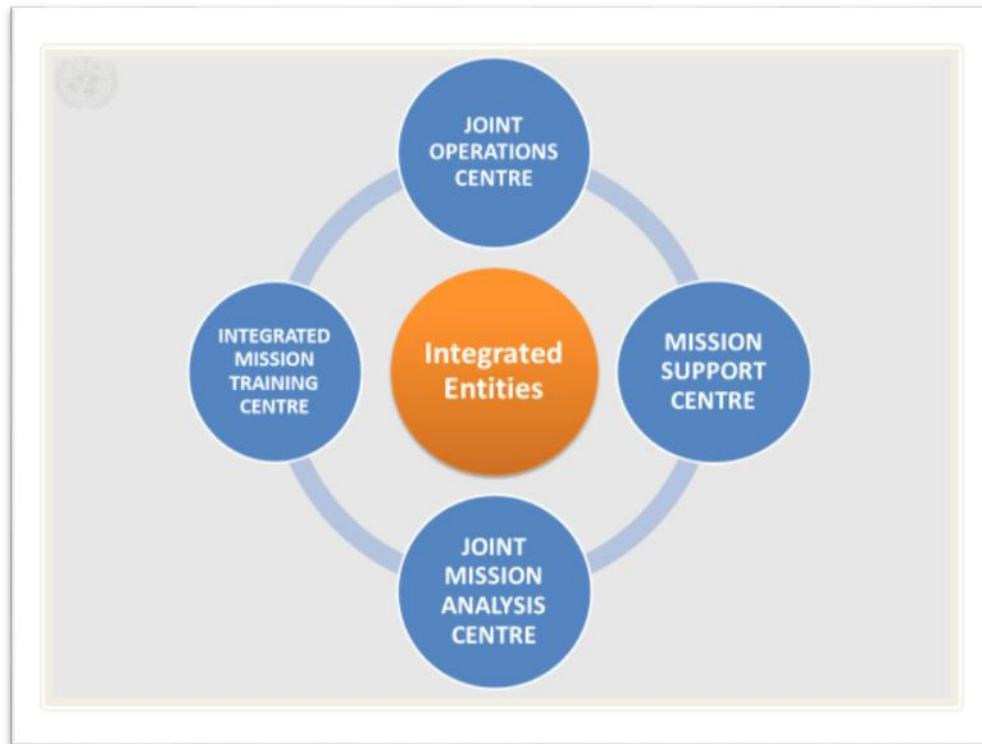 JOINT
OPERATIONS
CENTRE
INTEGRATED
MISSION
TRAINING
CENTRE
Integrated
Entities
MISSION
SUPPORT
CENTRE
JOINT
MISSION
ANALYSIS
CENTRE